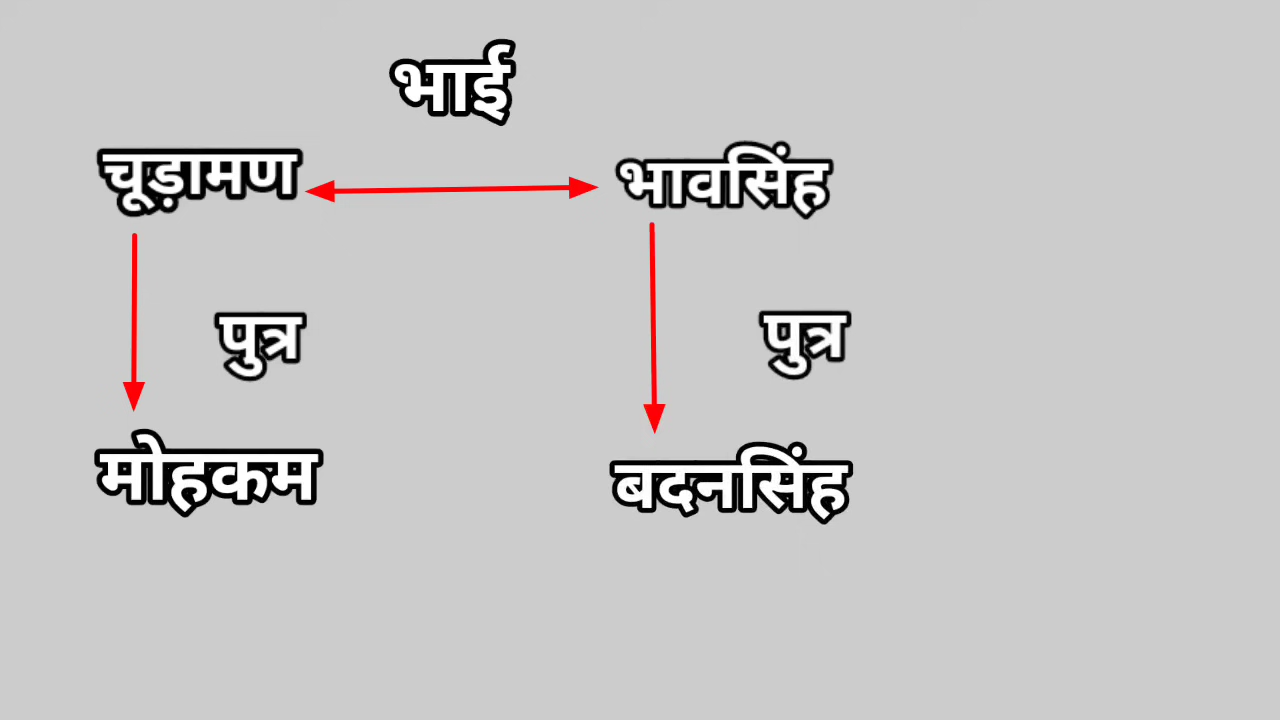 भाई
चूड़ामण
भावसिंह
पुत्र
पुत्र
मोहकम
बदनसिंह